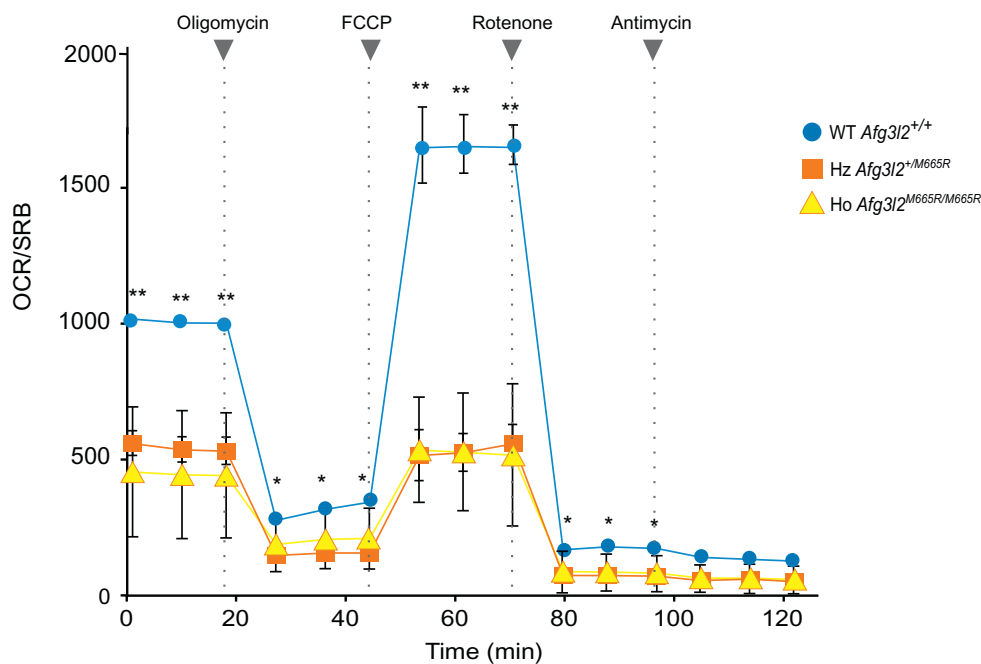 Oligomycin FCCP Rotenone Antimycin
2000
** ** **
1500
WT Afg3l2+/+
Hz Afg3l2+/M665R
Ho Afg3l2M665R/M665R
OCR/SRB
** ** **
1000
500
* * *
* * *
0
0 20 40 60 80 100 120
Time (min)